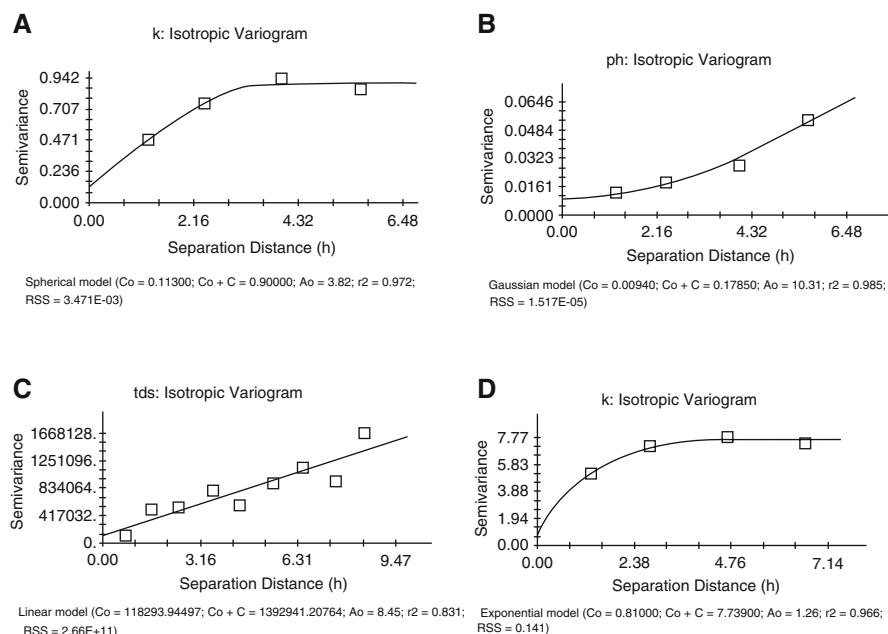 A
k: Isotropic Variogram
0.942
0.707
0.471
0.236
0.000
Semivariance
0.00 2.16 4.32 6.48
Separation Distance (h)
Spherical model (Co = 0.11300; Co + C = 0.90000; Ao = 3.82; r2 = 0.972;
RSS = 3.471E-03)
B
ph: Isotropic Variogram
0.0646
0.0484
0.0323
0.0161
0.0000
Semivariance
0.00 2.16 4.32 6.48
Separation Distance (h)
Gaussian model (Co = 0.00940; Co + C = 0.17850; Ao = 10.31; r2 = 0.985;
RSS = 1.517E-05)
C
tds: Isotropic Variogram
1668128.
1251096.
834064.
417032.
0.
Semivariance
0.00 3.16 6.31 9.47
Separation Distance (h)
Linear model (Co = 118293.94497; Co + C = 1392941.20764; Ao = 8.45; r2 = 0.831;
RSS = 2.66E+11)
D
k: Isotropic Variogram
7.77
5.83
3.88
1.94
0.00
Semivariance
0.00 2.38 4.76 7.14
Separation Distance (h)
Exponential model (Co = 0.81000; Co + C = 7.73900; Ao = 1.26; r2 = 0.966;
RSS = 0.141)